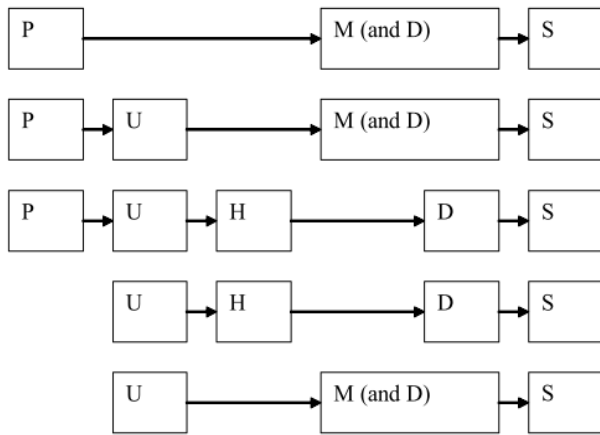 P M (and D) S
P U M (and D) S
P U H D S
U H D S
U M (and D) S